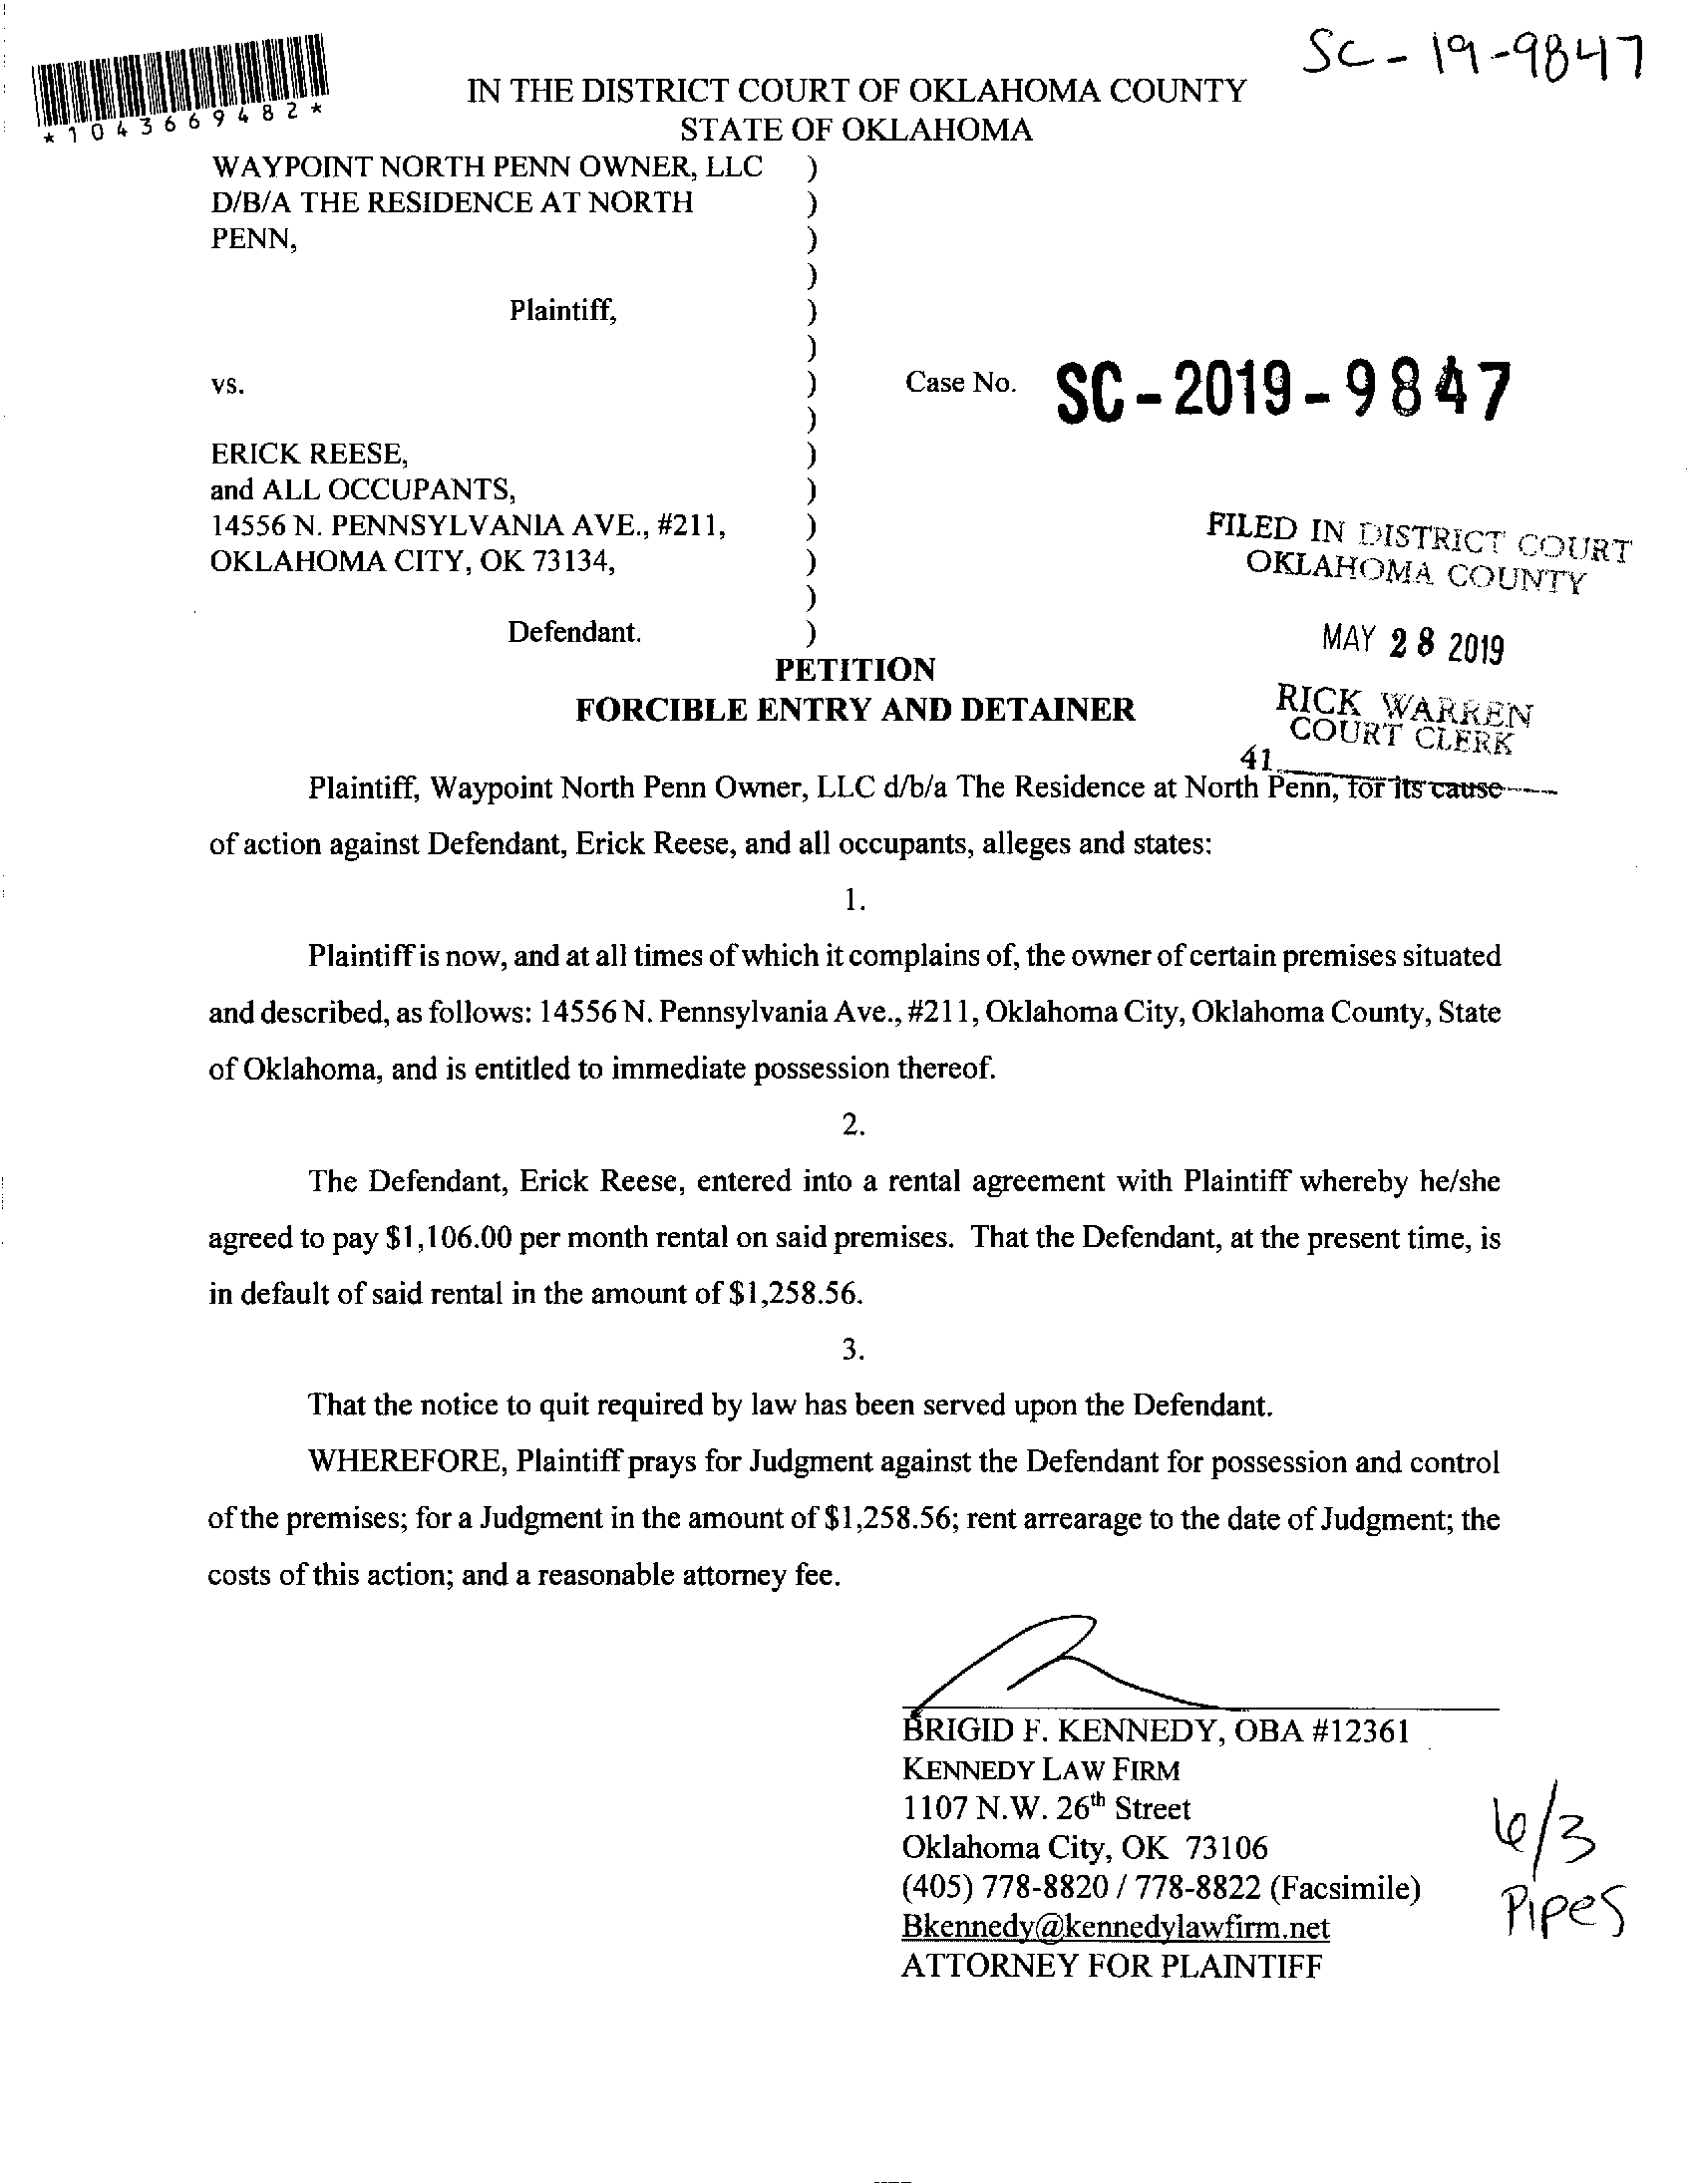 SC-19-9847
*1043669482*
IN THE DISTRICT COURT OF OKLAHOMA COUNTY
STATE OF OKLAHOMA
WAYPOINT NORTH PENN OWNER, LLC )
D/B/A THE RESIDENCE AT NORTH )
PENN, )
)
Plaintiff, )
)
vs. ) Case No. SC-2019-9847
)
ERICK REESE, )
and ALL OCCUPANTS, )
14556 N. PENNSYLVANIA AVE., #211, )
OKLAHOMA CITY, OK 73134, )
)
Defendant. )
FILED IN DISTRICT COURT
OKLAHOMA COUNTY
MAY 28 2019
RICK WARREN
COURT CLERK
41
PETITION
FORCIBLE ENTRY AND DETAINER
Plaintiff, Waypoint North Penn Owner, LLC d/b/a The Residence at North Penn, for its cause
of action against Defendant, Erick Reese, and all occupants, alleges and states:
1.
Plaintiff is now, and at all times of which it complains of, the owner of certain premises situated
and described, as follows: 14556 N. Pennsylvania Ave., #211, Oklahoma City, Oklahoma County, State
of Oklahoma, and is entitled to immediate possession thereof.
2.
The Defendant, Erick Reese, entered into a rental agreement with Plaintiff whereby he/she
agreed to pay $1,106.00 per month rental on said premises. That the Defendant, at the present time, is
in default of said rental in the amount of $1,258.56.
3.
That the notice to quit required by law has been served upon the Defendant.
WHEREFORE, Plaintiff prays for Judgment against the Defendant for possession and control
of the premises; for a Judgment in the amount of $1,258.56; rent arrearage to the date of Judgment; the
costs of this action; and a reasonable attorney fee.
BRIGID F. KENNEDY, OBA #12361
KENNEDY LAW FIRM
1107 N.W. 26th Street
Oklahoma City, OK 73106
(405) 778-8820 / 778-8822 (Facsimile)
Bkennedy@kennedylawfirm.net
ATTORNEY FOR PLAINTIFF
6/3
Pipes